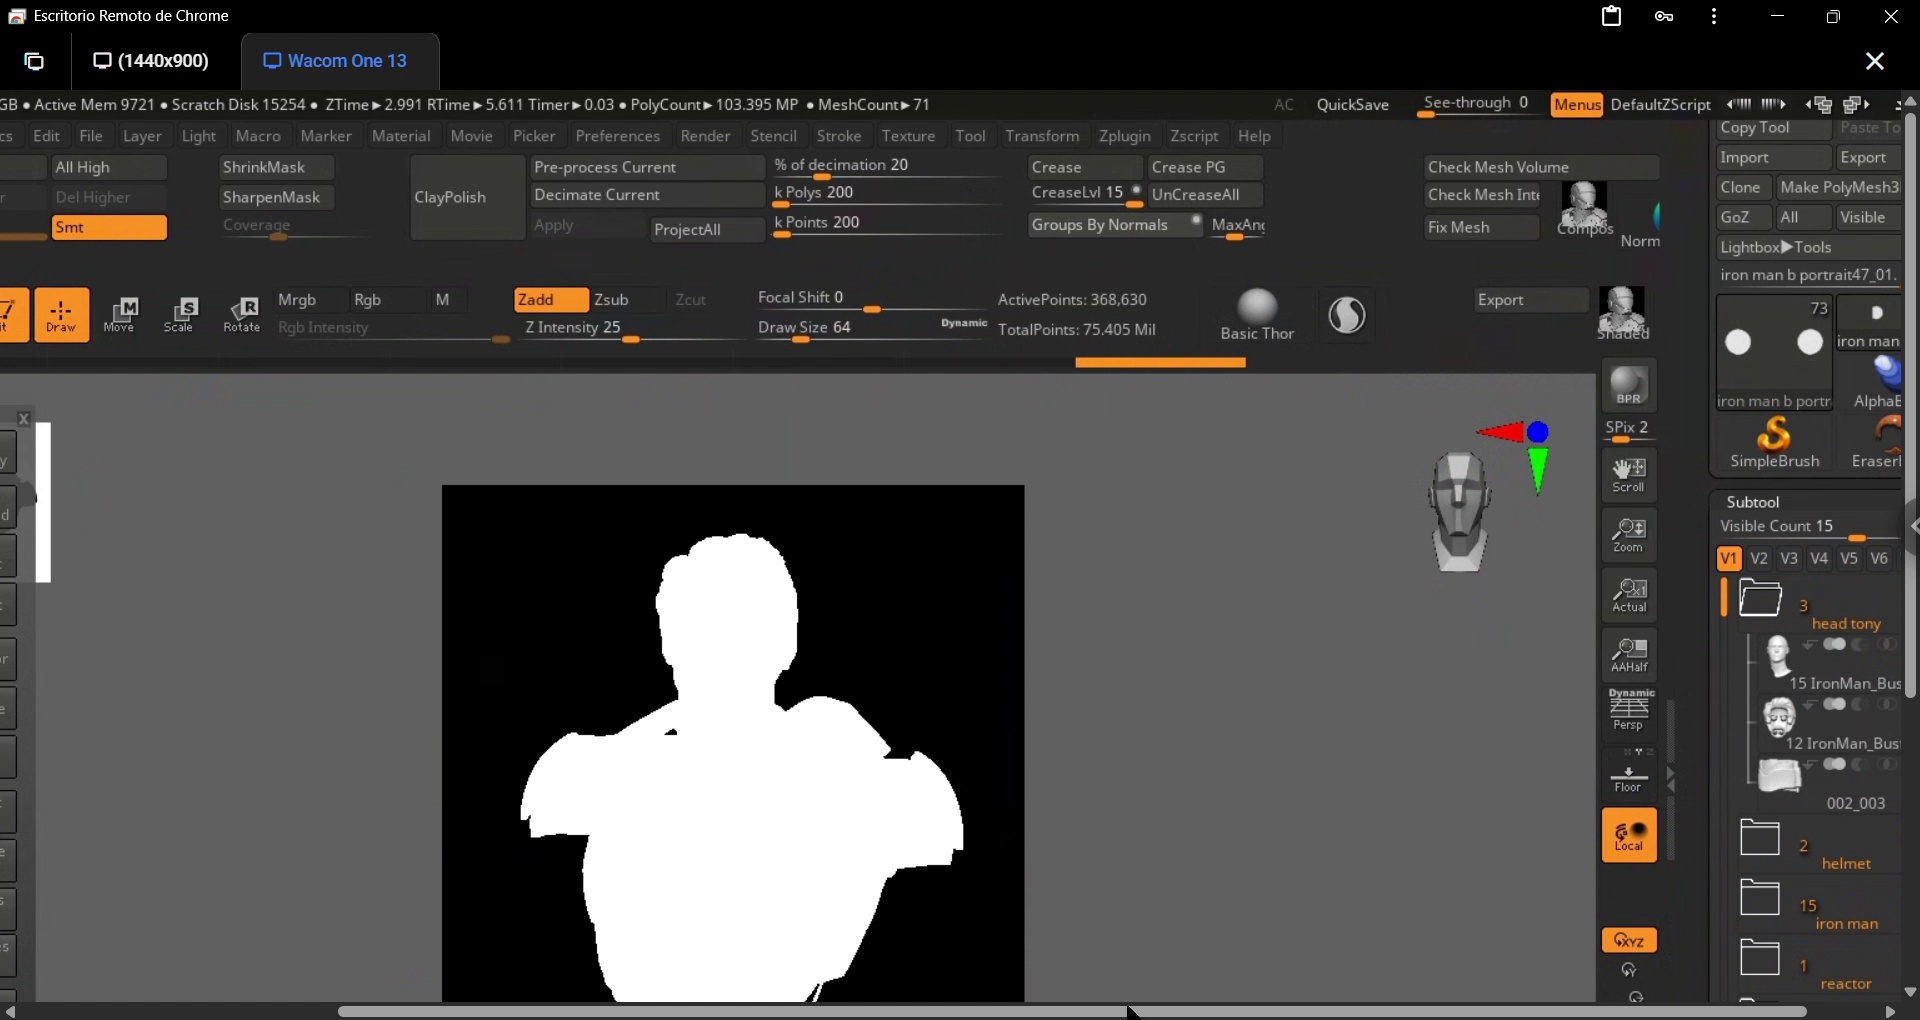 Escritorio Remoto de Chrome
(1440x900) Wacom One 13
GB • Active Mem 9721 • Scratch Disk 15254 • ZTime▶2.991 RTime▶5.611 Timer▶0.03 • PolyCount▶103.395 MP • MeshCount▶71 AC QuickSave See-through 0 Menus DefaultZScript
cs Edit File Layer Light Macro Marker Material Movie Picker Preferences Render Stencil Stroke Texture Tool Transform Zplugin Zscript Help
Copy Tool Paste To
Import Export
Clone Make PolyMesh3
GoZ All Visible
Lightbox▶Tools
iron man b portrait47_01.
All High ShrinkMask Pre-process Current % of decimation 20 Crease Crease PG Check Mesh Volume
r Del Higher SharpenMask ClayPolish Decimate Current k Polys 200 CreaseLvl 15 UnCreaseAll Check Mesh Inte
Smt Coverage Apply ProjectAll k Points 200 Groups By Normals MaxAng Fix Mesh Compos Norm
it Draw Move Scale Rotate
M S R
Mrgb Rgb M Zadd Zsub Zcut Focal Shift 0 ActivePoints: 368,630 Export
Rgb Intensity Z Intensity 25 Draw Size 64 Dynamic TotalPoints: 75.405 Mil Basic Thor Shaded
73
iron man
iron man b portr AlphaB
SimpleBrush Eraser
BPR
SPix 2
Scroll
Zoom
Actual
AAHalf
Dynamic
Persp
Floor
Local
XYZ
Y
X
y
d
t
t
or
e
t
e
s
es
Subtool
Visible Count 15
V1 V2 V3 V4 V5 V6
3
head tony
15 IronMan_Bus
12 IronMan_Bus
002_003
2
helmet
15
iron man
1
reactor